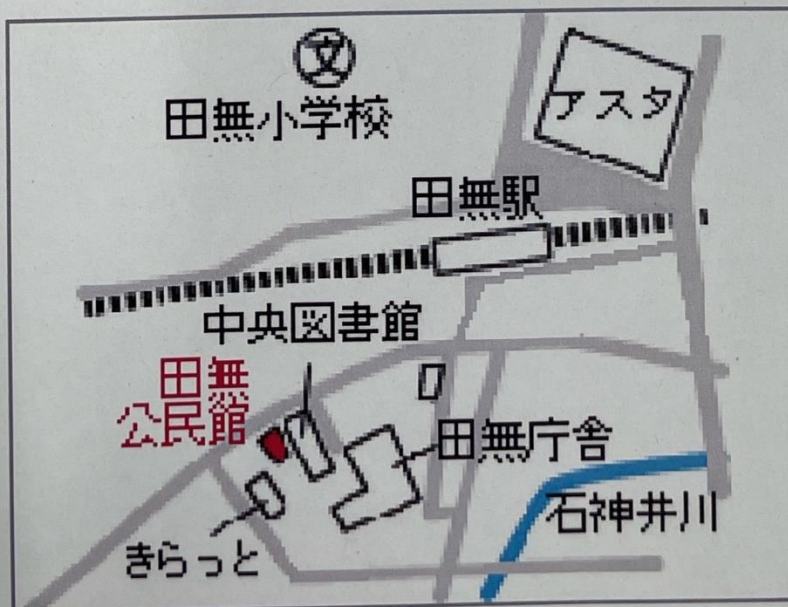 文
田無小学校
アスタ
田無駅
中央図書館
田無
公民館
田無庁舎
石神井川
きらっと